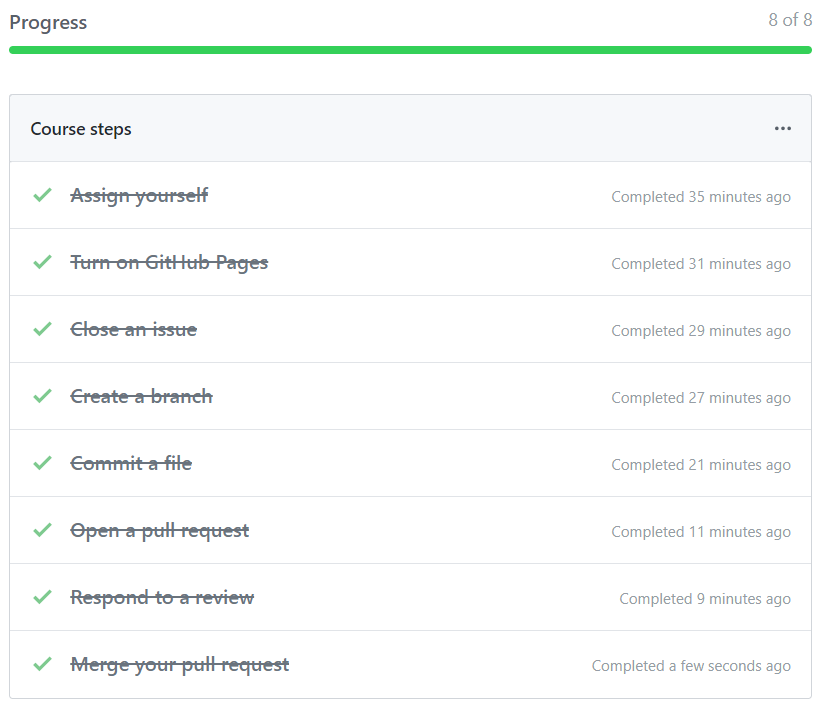 Progress 8 of 8
Course steps ...
Assign yourself Completed 35 minutes ago
Turn on GitHub Pages Completed 31 minutes ago
Close an issue Completed 29 minutes ago
Create a branch Completed 27 minutes ago
Commit a file Completed 21 minutes ago
Open a pull request Completed 11 minutes ago
Respond to a review Completed 9 minutes ago
Merge your pull request Completed a few seconds ago